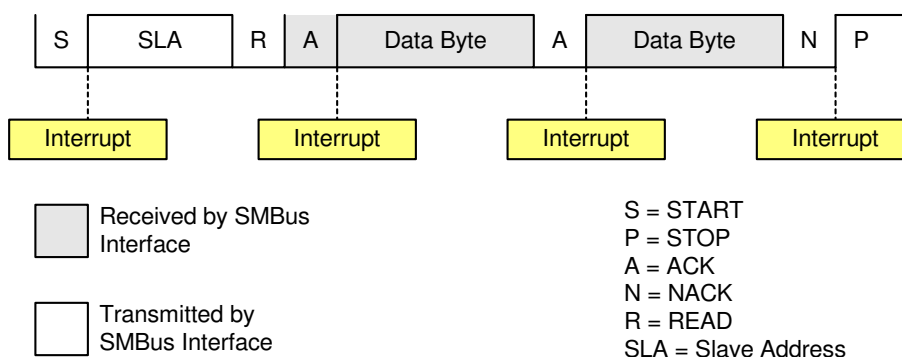 S SLA R A Data Byte A Data Byte N P
Interrupt Interrupt Interrupt Interrupt
Received by SMBus
Interface
Transmitted by
SMBus Interface
S = START
P = STOP
A = ACK
N = NACK
R = READ
SLA = Slave Address